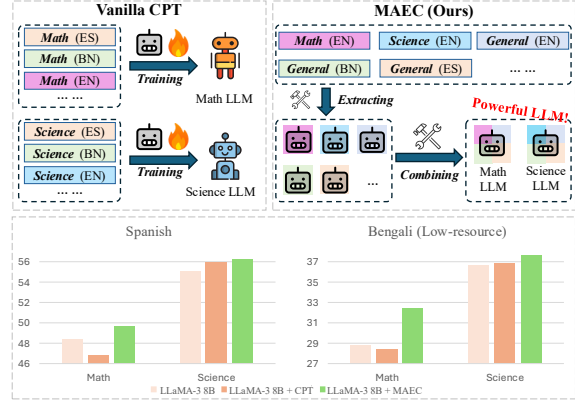 Vanilla CPT
Math (ES)
Math (BN)
Math (EN)
... ...
Training
Math LLM
Science (ES)
Science (BN)
Science (EN)
... ...
Training
Science LLM
MAEC (Ours)
Math (EN) Science (EN) General (EN)
General (BN) General (ES) ... ...
Extracting
Powerful LLM!
...
Combining
Math
LLM
Science
LLM
Spanish
56
54
52
50
48
46
Math Science
Bengali (Low-resource)
37
35
33
31
29
27
Math Science
LLaMA-3 8B LLaMA-3 8B + CPT LLaMA-3 8B + MAEC